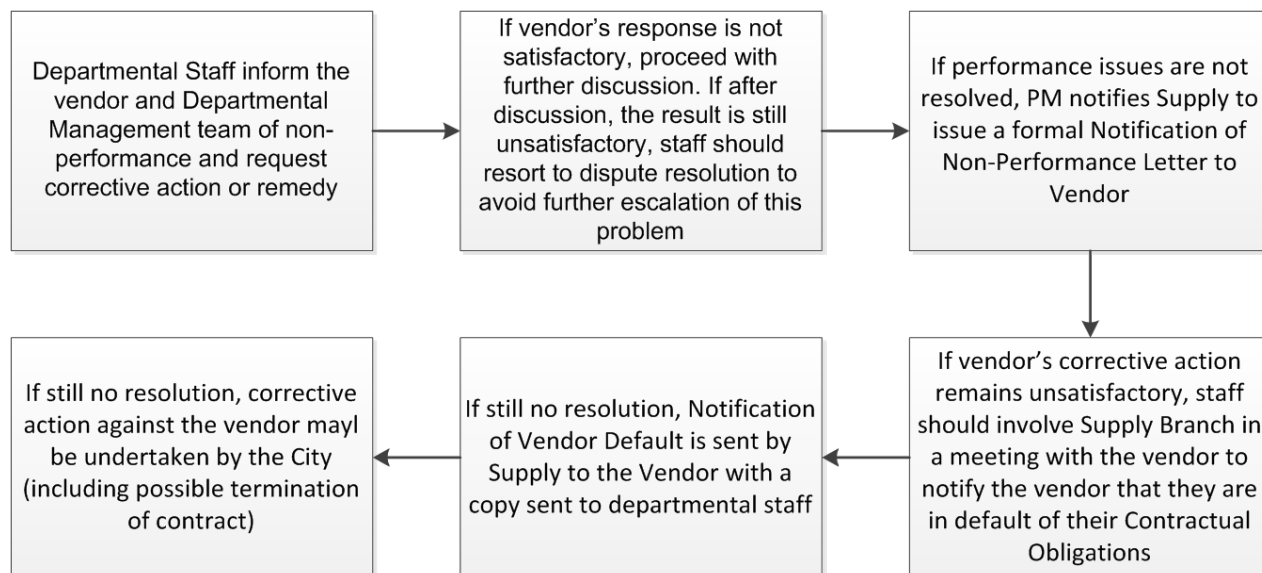 Departmental Staff inform the
vendor and Departmental
Management team of non-
performance and request
corrective action or remedy
If vendor’s response is not
satisfactory, proceed with
further discussion. If after
discussion, the result is still
unsatisfactory, staff should
resort to dispute resolution to
avoid further escalation of this
problem
If performance issues are not
resolved, PM notifies Supply to
issue a formal Notification of
Non-Performance Letter to
Vendor
If vendor’s corrective action
remains unsatisfactory, staff
should involve Supply Branch in
a meeting with the vendor to
notify the vendor that they are
in default of their Contractual
Obligations
If still no resolution, Notification
of Vendor Default is sent by
Supply to the Vendor with a
copy sent to departmental staff
If still no resolution, corrective
action against the vendor mayl
be undertaken by the City
(including possible termination
of contract)